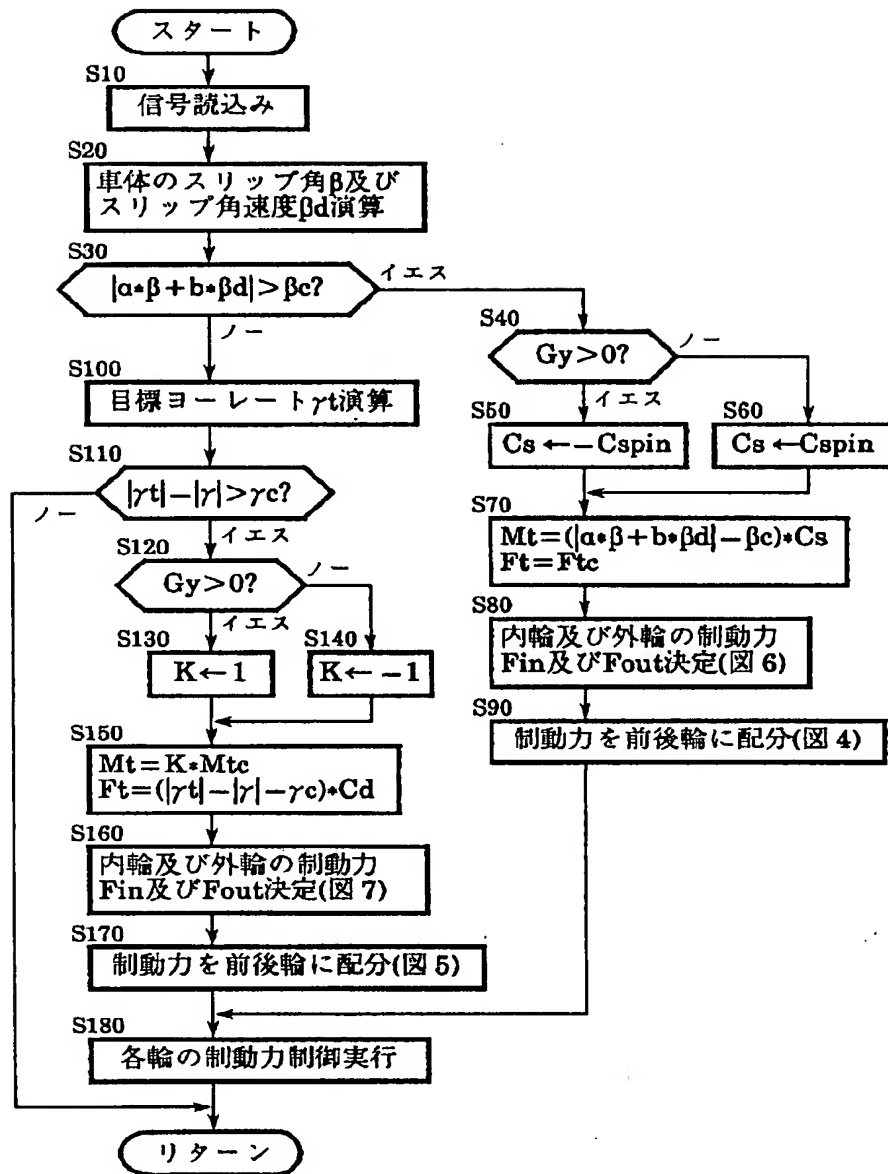 スタート
S10
信号読込み
S20
車体のスリップ角β及び
スリップ角速度βd演算
S30
|a*β+b*βd|>βc?
イエス
ノー
S40
Gy>0?
ノー
イエス
S50
Cs←-Cspin
S60
Cs←Cspin
S70
Mt=(|a*β+b*βd|-βc)*Cs
Ft=Ftc
S80
内輪及び外輪の制動力
Fin及びFout決定(図6)
S90
制動力を前後輪に配分(図4)
S100
目標ヨーレートγt演算
S110
|γt|-|γ|>γc?
ノー
イエス
S120
Gy>0?
ノー
イエス
S130
K←1
S140
K←-1
S150
Mt=K*Mtc
Ft=(|γt|-|γ|-γc)*Cd
S160
内輪及び外輪の制動力
Fin及びFout決定(図7)
S170
制動力を前後輪に配分(図5)
S180
各輪の制動力制御実行
リターン